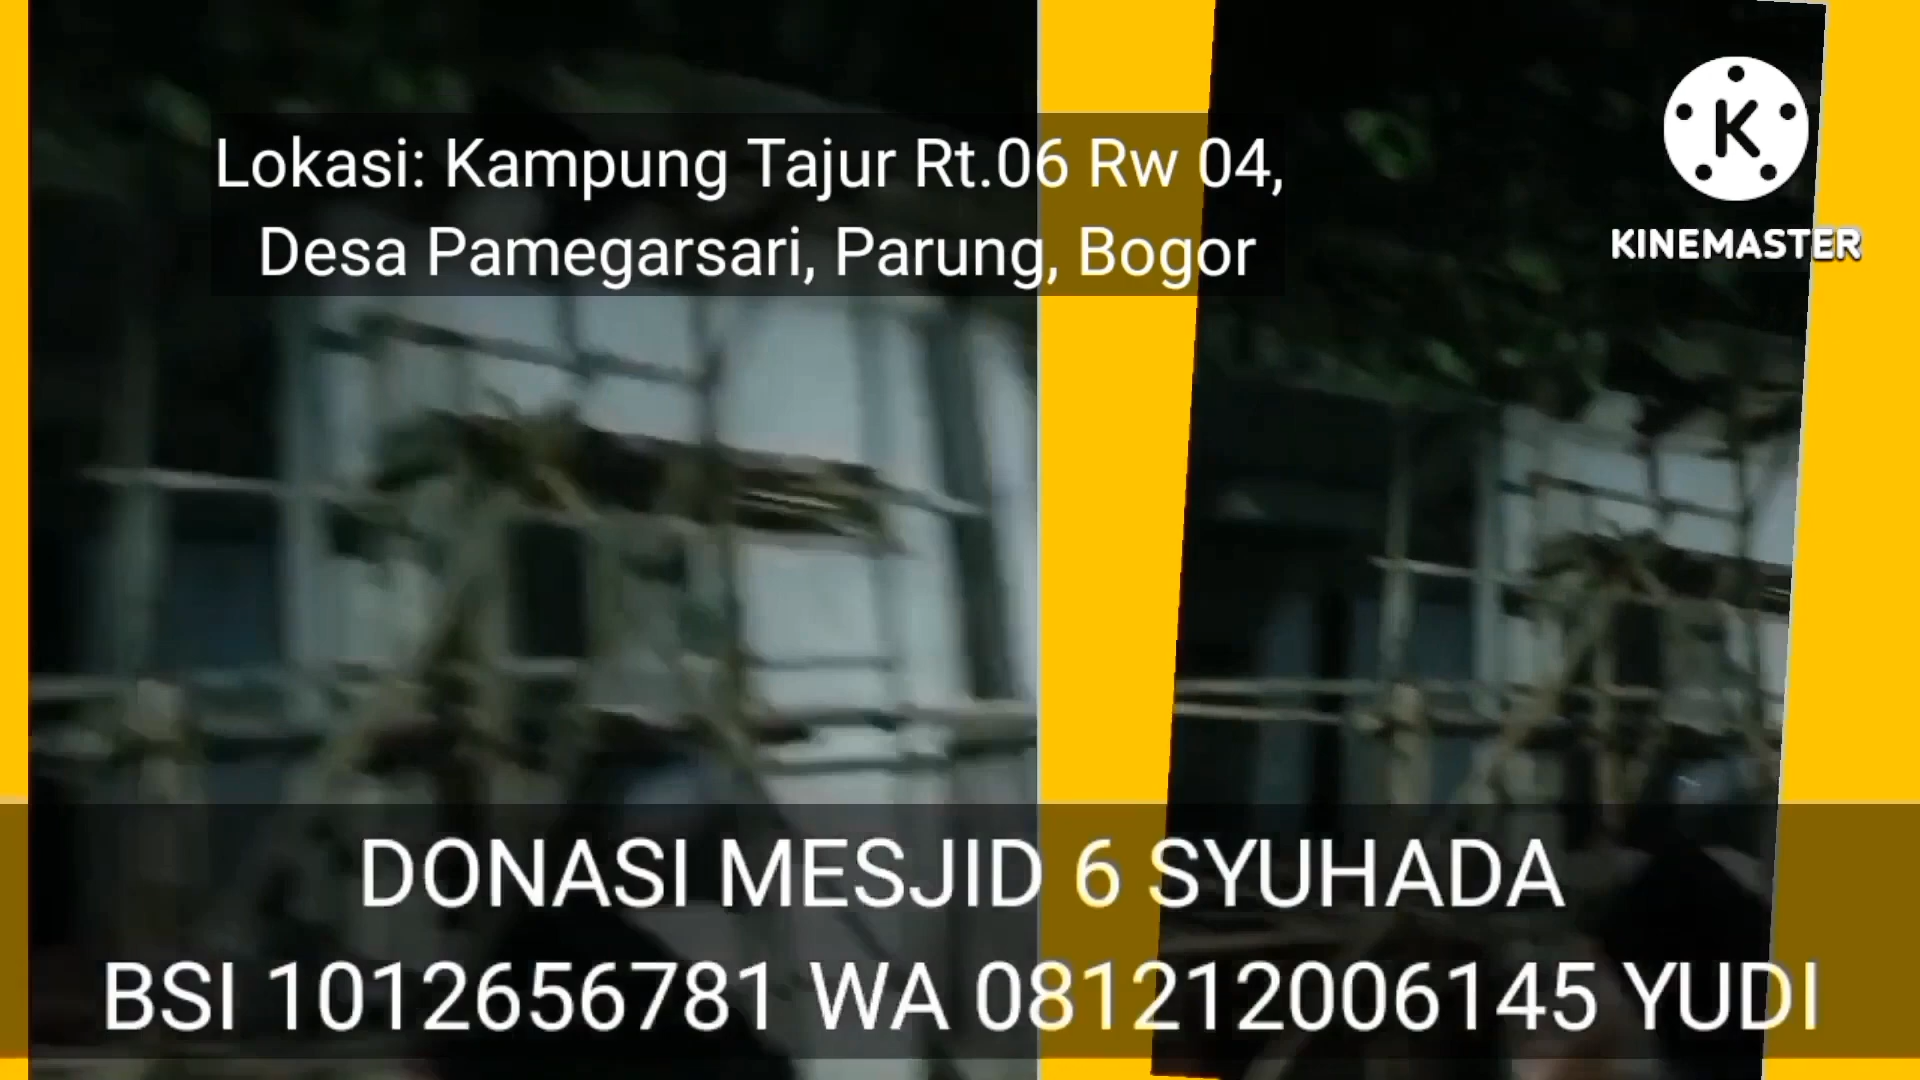 Lokasi: Kampung Tajur Rt.06 Rw 04,
Desa Pamegarsari, Parung, Bogor
K
KINEMASTER
DONASI MESJID 6 SYUHADA
BSI 1012656781 WA 081212006145 YUDI